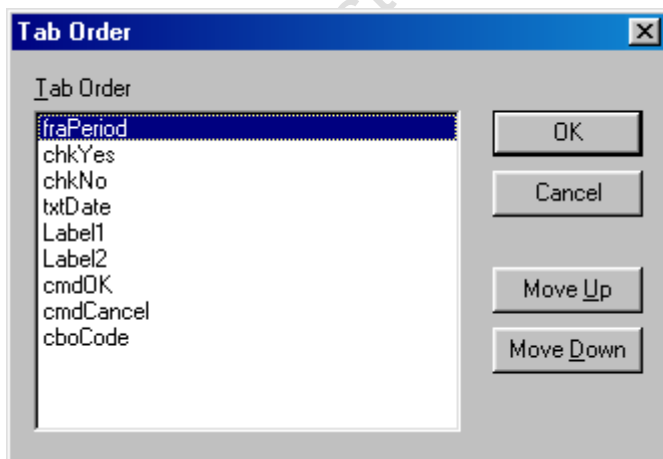 Tab Order
Tab Order
fraPeriod
chkYes
chkNo
txtDate
Label1
Label2
cmdOK
cmdCancel
cboCode
OK
Cancel
Move Up
Move Down